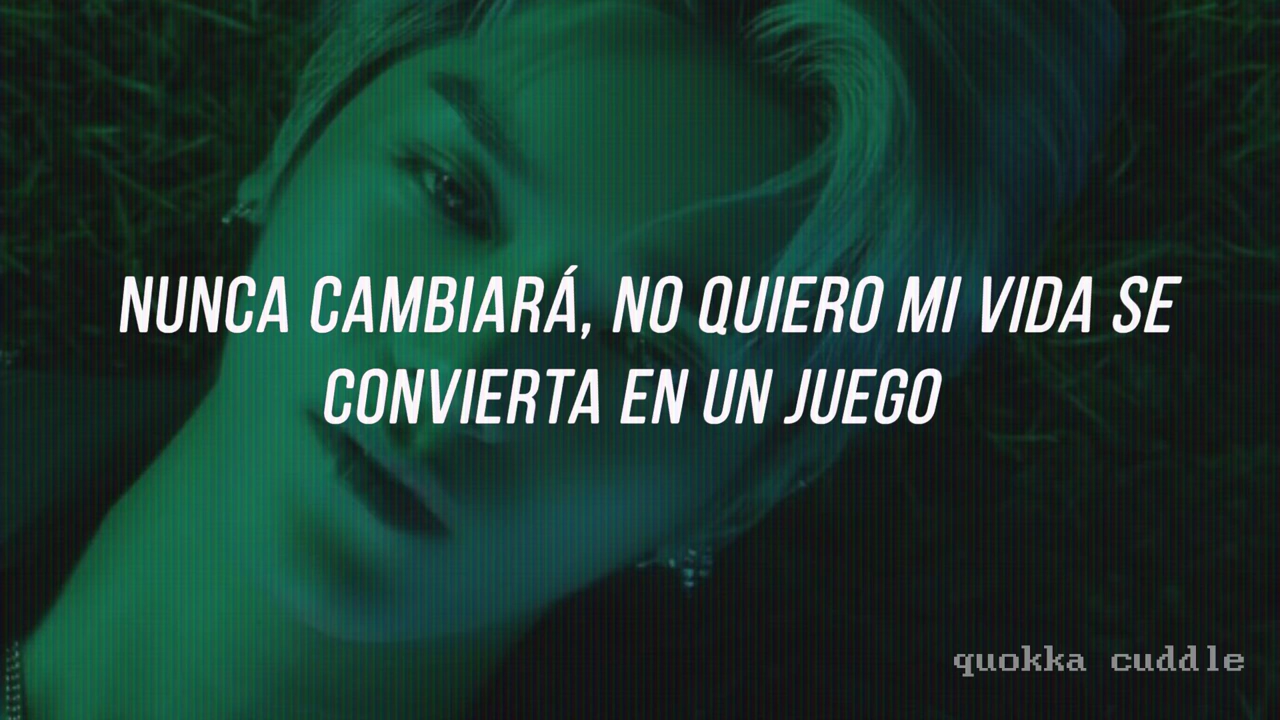 NUNCA CAMBIARÁ, NO QUIERO MI VIDA SE
CONVIERTA EN UN JUEGO
quokka cuddle